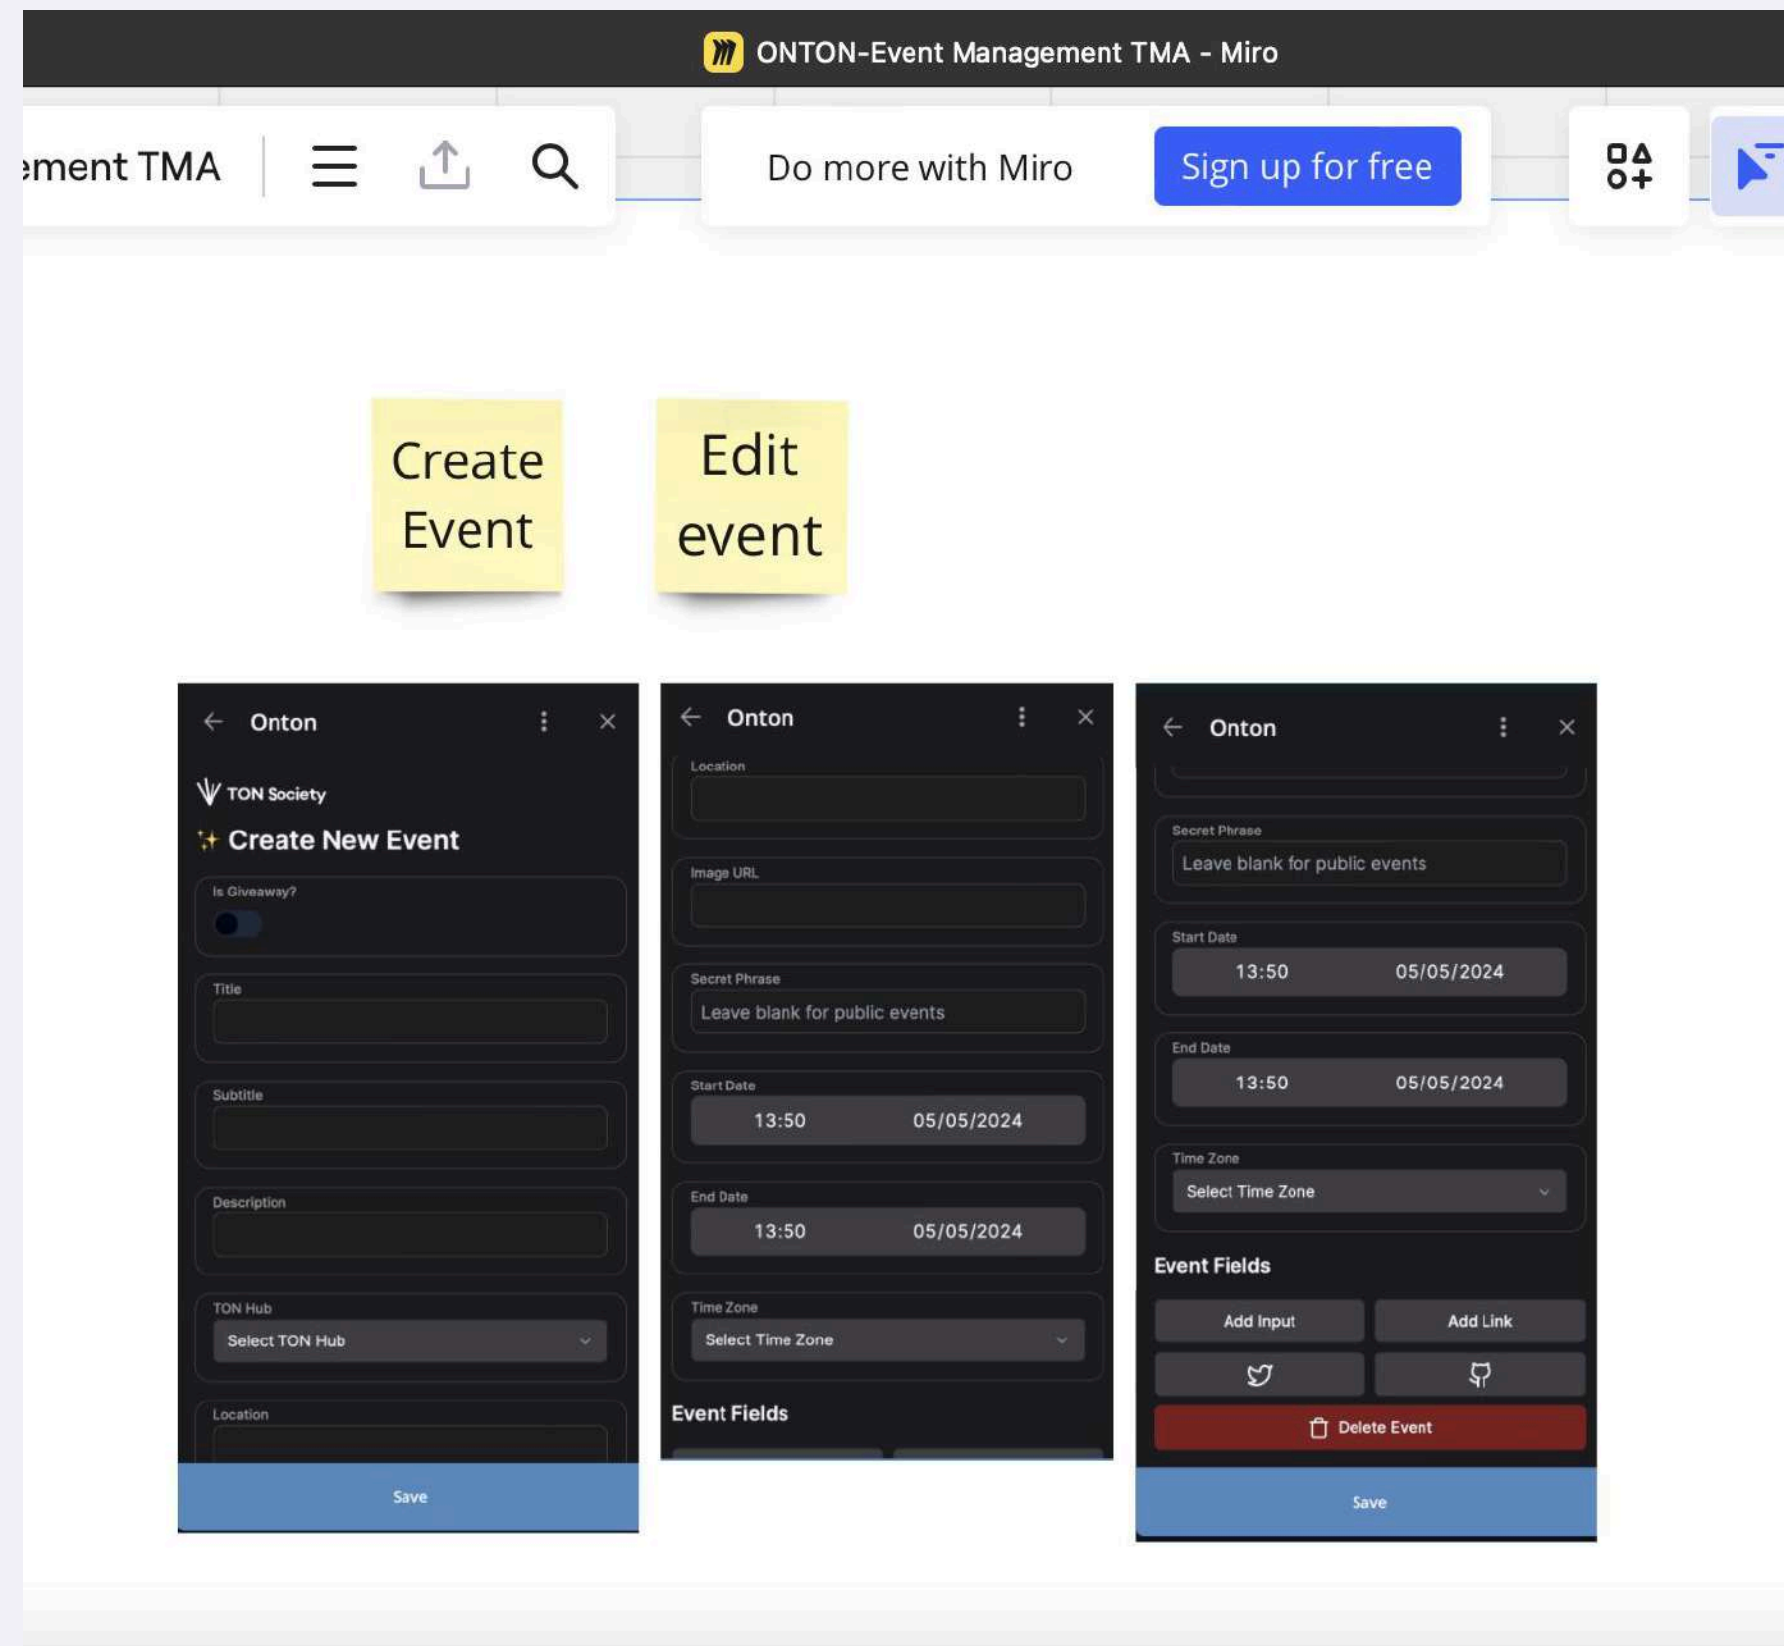 ONTON-Event Management TMA - Miro
ement TMA
Do more with Miro
Sign up for free
Create
Event
Edit
event
Onton
TON Society
✨ Create New Event
Is Giveaway?
Title
Subtitle
Description
TON Hub
Select TON Hub
Location
Save
Onton
Location
Image URL
Secret Phrase
Leave blank for public events
Start Date
13:50 05/05/2024
End Date
13:50 05/05/2024
Time Zone
Select Time Zone
Event Fields
Onton
Secret Phrase
Leave blank for public events
Start Date
13:50 05/05/2024
End Date
13:50 05/05/2024
Time Zone
Select Time Zone
Event Fields
Add Input Add Link
Delete Event
Save